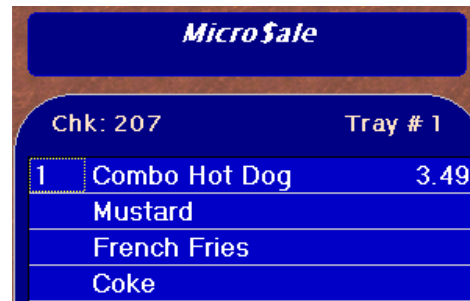 Micro$ale
Chk: 207 Tray # 1
1 Combo Hot Dog 3.49
Mustard
French Fries
Coke